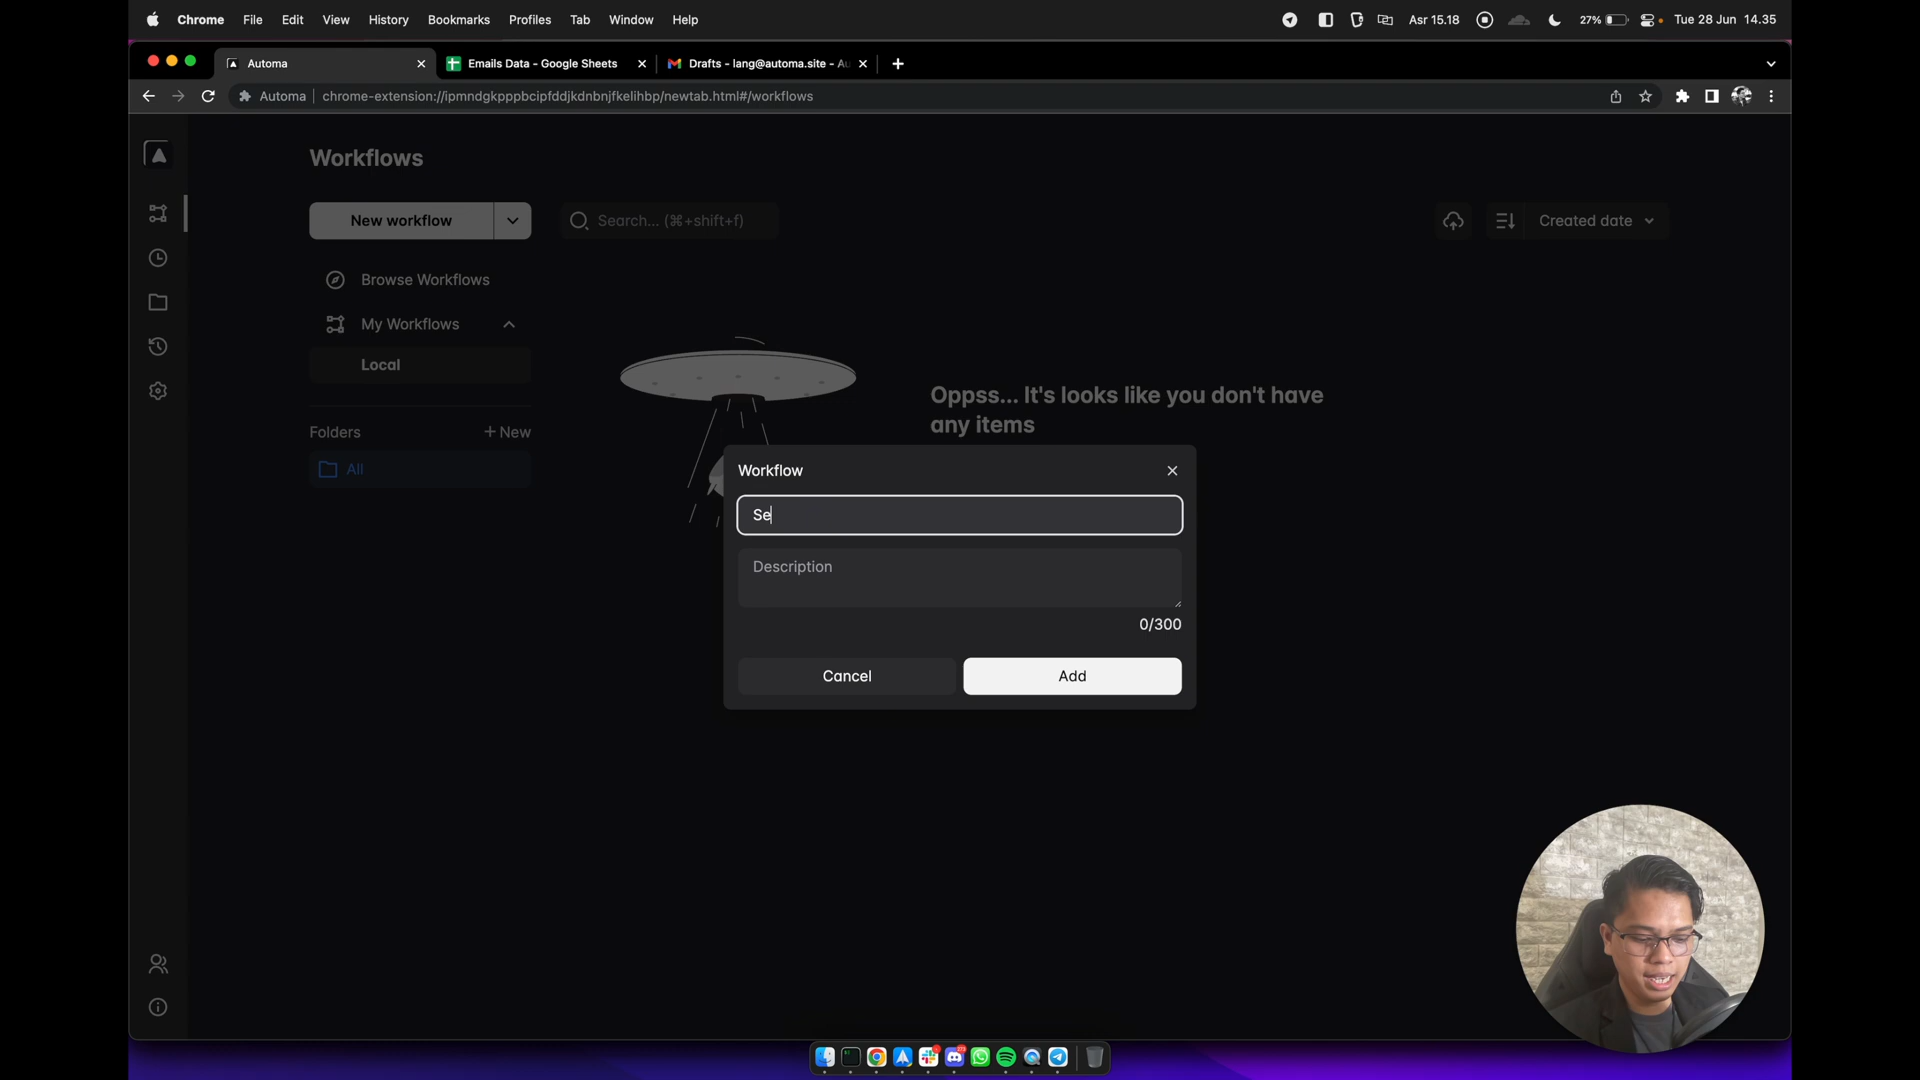 Chrome File Edit View History Bookmarks Profiles Tab Window Help Asr 15.18 27% Tue 28 Jun 14.35
Automa Emails Data - Google Sheets Drafts - lang@automa.site - Au
Automa chrome-extension://ipmndgkpppbcipfddjkdnbnjfkelihbp/newtab.html#/workflows
Workflows
New workflow Search... (⌘+shift+f) Created date
Browse Workflows
My Workflows
Local
Oppss... It's looks like you don't have
any items
Folders + New
All
Workflow
Se
Description
0/300
Cancel Add